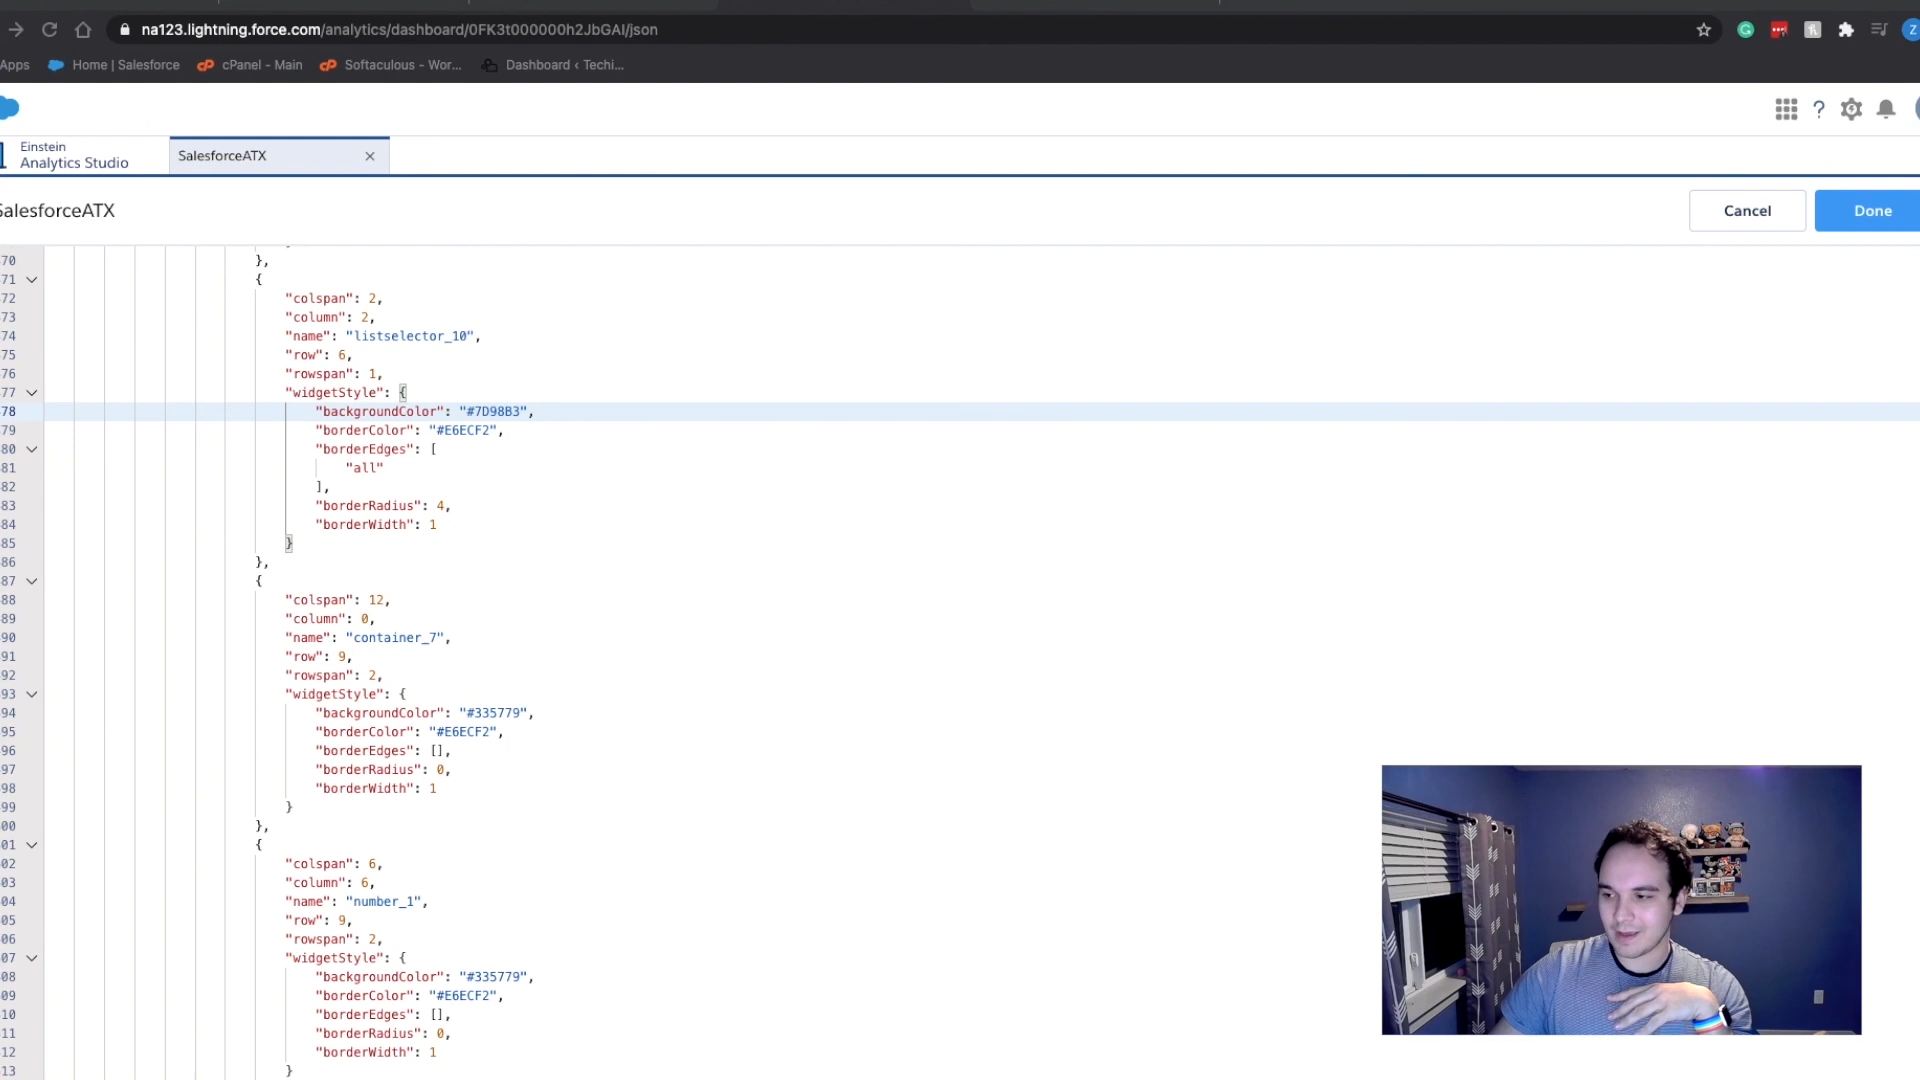 na123.lightning.force.com/analytics/dashboard/0FK3t000000h2JbGAI/json
Apps Home | Salesforce cPanel - Main Softaculous - Wor... Dashboard ‹ Techi...
Einstein
Analytics Studio
SalesforceATX
SalesforceATX
Cancel
Done
70 },
71 {
72 "colspan": 2,
73 "column": 2,
74 "name": "listselector_10",
75 "row": 6,
76 "rowspan": 1,
77 "widgetStyle": {
78 "backgroundColor": "#7D98B3",
79 "borderColor": "#E6ECF2",
80 "borderEdges": [
81 "all"
82 ],
83 "borderRadius": 4,
84 "borderWidth": 1
85 }
86 },
87 {
88 "colspan": 12,
89 "column": 0,
90 "name": "container_7",
91 "row": 9,
92 "rowspan": 2,
93 "widgetStyle": {
94 "backgroundColor": "#335779",
95 "borderColor": "#E6ECF2",
96 "borderEdges": [],
97 "borderRadius": 0,
98 "borderWidth": 1
99 }
00 },
01 {
02 "colspan": 6,
03 "column": 6,
04 "name": "number_1",
05 "row": 9,
06 "rowspan": 2,
07 "widgetStyle": {
08 "backgroundColor": "#335779",
09 "borderColor": "#E6ECF2",
10 "borderEdges": [],
11 "borderRadius": 0,
12 "borderWidth": 1
13 }